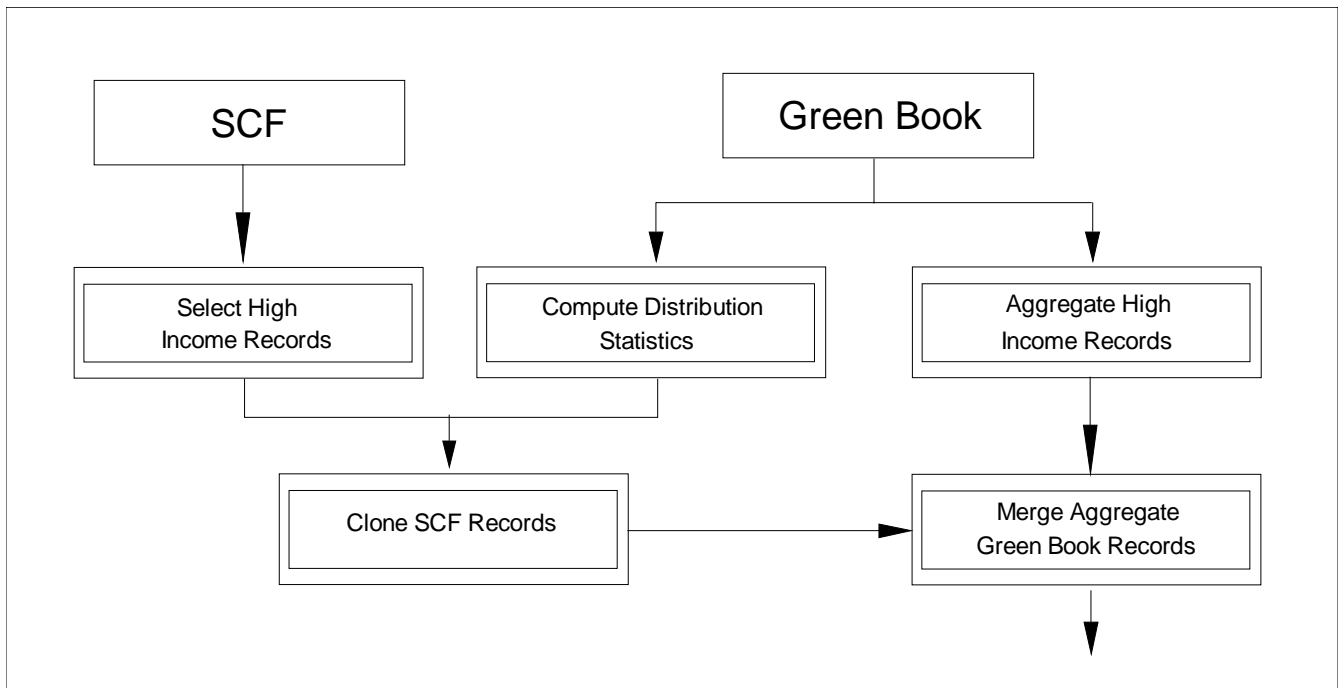 SCF
Green Book
Select High
Income Records
Compute Distribution
Statistics
Aggregate High
Income Records
Clone SCF Records
Merge Aggregate
Green Book Records